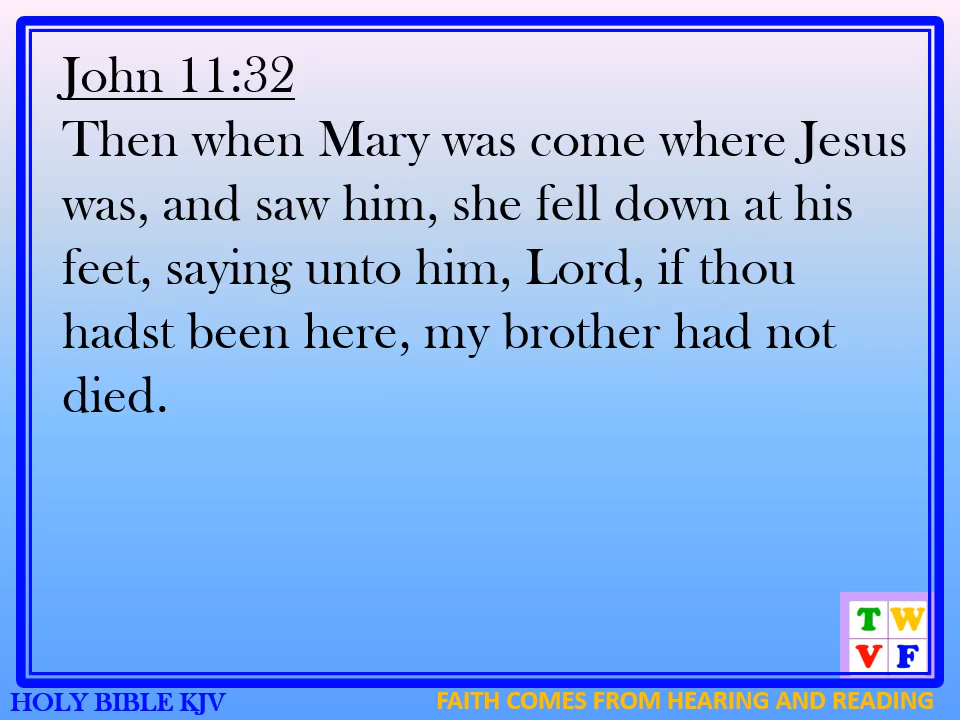 John 11:32
Then when Mary was come where Jesus
was, and saw him, she fell down at his
feet, saying unto him, Lord, if thou
hadst been here, my brother had not
died.
T W
V F
HOLY BIBLE KJV
FAITH COMES FROM HEARING AND READING